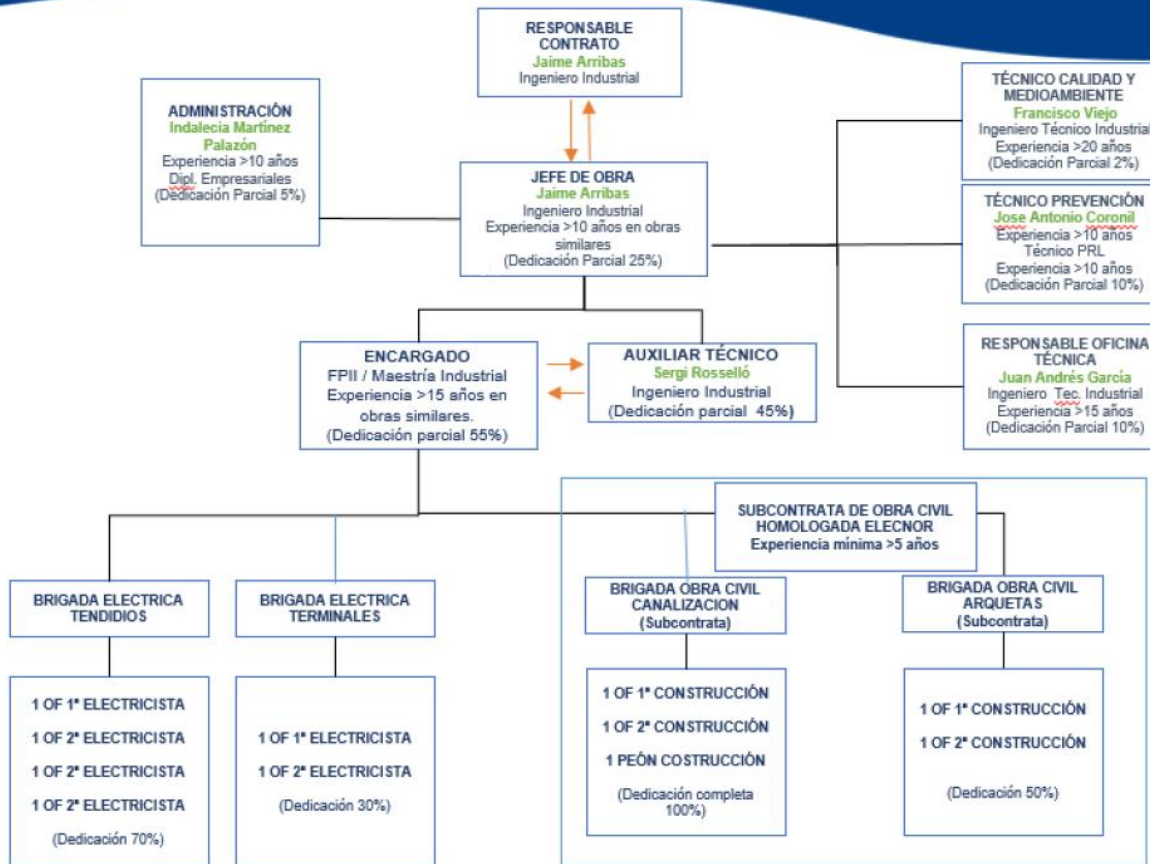 RESPONSABLE
CONTRATO
Jaime Arribas
Ingeniero Industrial
ADMINISTRACIÓN
Indalecia Martínez
Palazón
Experiencia >10 años
Dipl. Empresariales
(Dedicación Parcial 5%)
JEFE DE OBRA
Jaime Arribas
Ingeniero Industrial
Experiencia >10 años en obras
similares
(Dedicación Parcial 25%)
TÉCNICO CALIDAD Y
MEDIOAMBIENTE
Francisco Viejo
Ingeniero Técnico Industrial
Experiencia >20 años
(Dedicación Parcial 2%)
TÉCNICO PREVENCIÓN
Jose Antonio Coronil
Experiencia >10 años
Técnico PRL
Experiencia >10 años
(Dedicación Parcial 10%)
RESPONSABLE OFICINA
TÉCNICA
Juan Andrés García
Ingeniero Tec. Industrial
Experiencia >15 años
(Dedicación Parcial 10%)
ENCARGADO
FPII / Maestría Industrial
Experiencia >15 años en
obras similares.
(Dedicación parcial 55%)
AUXILIAR TÉCNICO
Sergi Rosselló
Ingeniero Industrial
(Dedicación parcial 45%)
SUBCONTRATA DE OBRA CIVIL
HOMOLOGADA ELECNOR
Experiencia mínima >5 años
BRIGADA ELECTRICA
TENDIDIOS
BRIGADA ELECTRICA
TERMINALES
BRIGADA OBRA CIVIL
CANALIZACION
(Subcontrata)
BRIGADA OBRA CIVIL
ARQUETAS
(Subcontrata)
1 OF 1ª ELECTRICISTA
1 OF 2ª ELECTRICISTA
1 OF 2ª ELECTRICISTA
1 OF 2ª ELECTRICISTA
(Dedicación 70%)
1 OF 1ª ELECTRICISTA
1 OF 2ª ELECTRICISTA
(Dedicación 30%)
1 OF 1ª CONSTRUCCIÓN
1 OF 2ª CONSTRUCCIÓN
1 PEÓN COSTRUCCIÓN
(Dedicación completa
100%)
1 OF 1ª CONSTRUCCIÓN
1 OF 2ª CONSTRUCCIÓN
(Dedicación 50%)